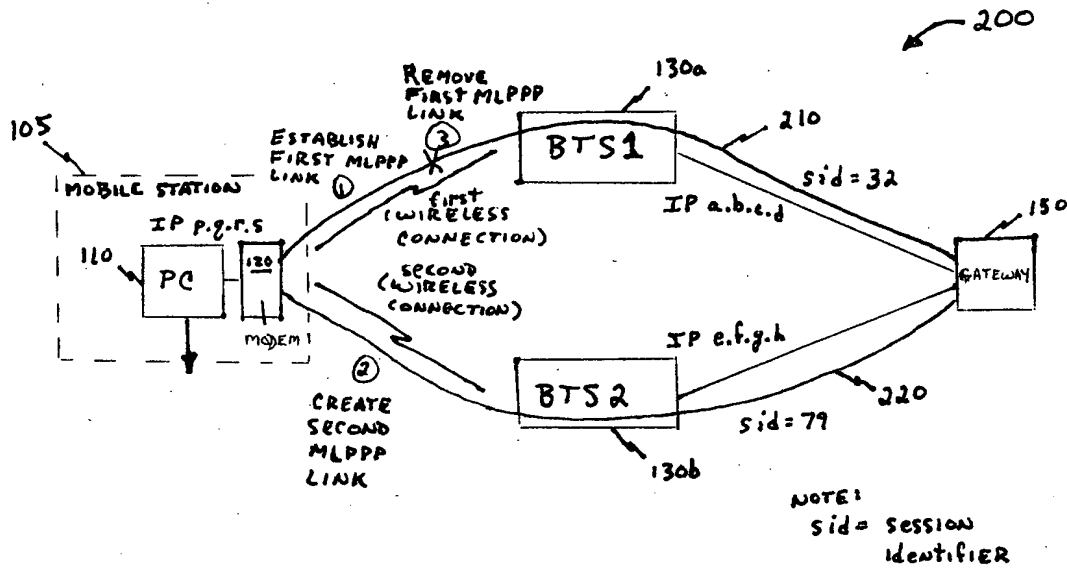 200
REMOVE
FIRST MLPPP
LINK
③
130a
105
ESTABLISH
FIRST MLPPP
LINK
①
BTS1
210
sid = 32
MOBILE STATION
first
(WIRELESS
CONNECTION)
IP a.b.c.d
150
IP p.q.r.s
110
PC
120
MODEM
GATEWAY
second
(WIRELESS
CONNECTION)
IP e.f.g.h
②
CREATE
SECOND
MLPPP
LINK
BTS2
220
sid = 79
130b
NOTE:
sid = SESSION
IdentifiER